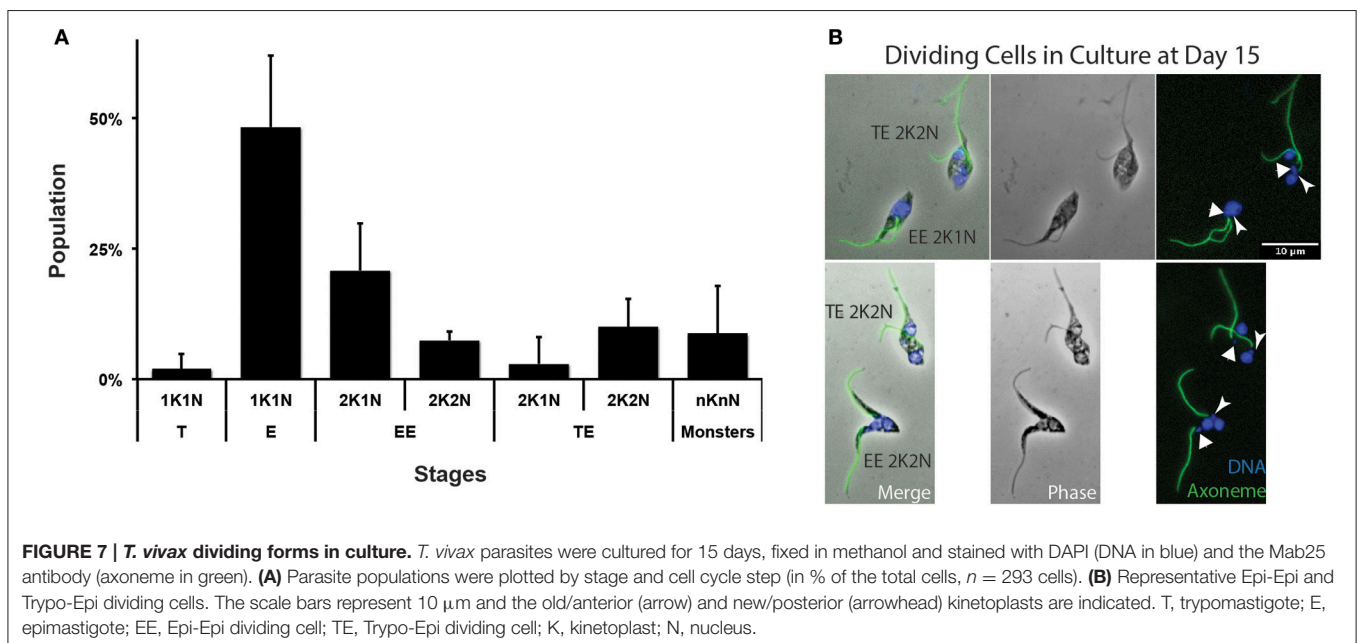 A
50%
25%
0%
Population
1K1N 1K1N 2K1N 2K2N 2K1N 2K2N nKnN
T E EE TE Monsters
Stages
B
Dividing Cells in Culture at Day 15
TE 2K2N
EE 2K1N
10 µm
TE 2K2N
EE 2K2N
DNA
Merge Phase Axoneme
FIGURE 7 | T. vivax dividing forms in culture. T. vivax parasites were cultured for 15 days, fixed in methanol and stained with DAPI (DNA in blue) and the Mab25
antibody (axoneme in green). (A) Parasite populations were plotted by stage and cell cycle step (in % of the total cells, n = 293 cells). (B) Representative Epi-Epi and
Trypo-Epi dividing cells. The scale bars represent 10 µm and the old/anterior (arrow) and new/posterior (arrowhead) kinetoplasts are indicated. T, trypomastigote; E,
epimastigote; EE, Epi-Epi dividing cell; TE, Trypo-Epi dividing cell; K, kinetoplast; N, nucleus.